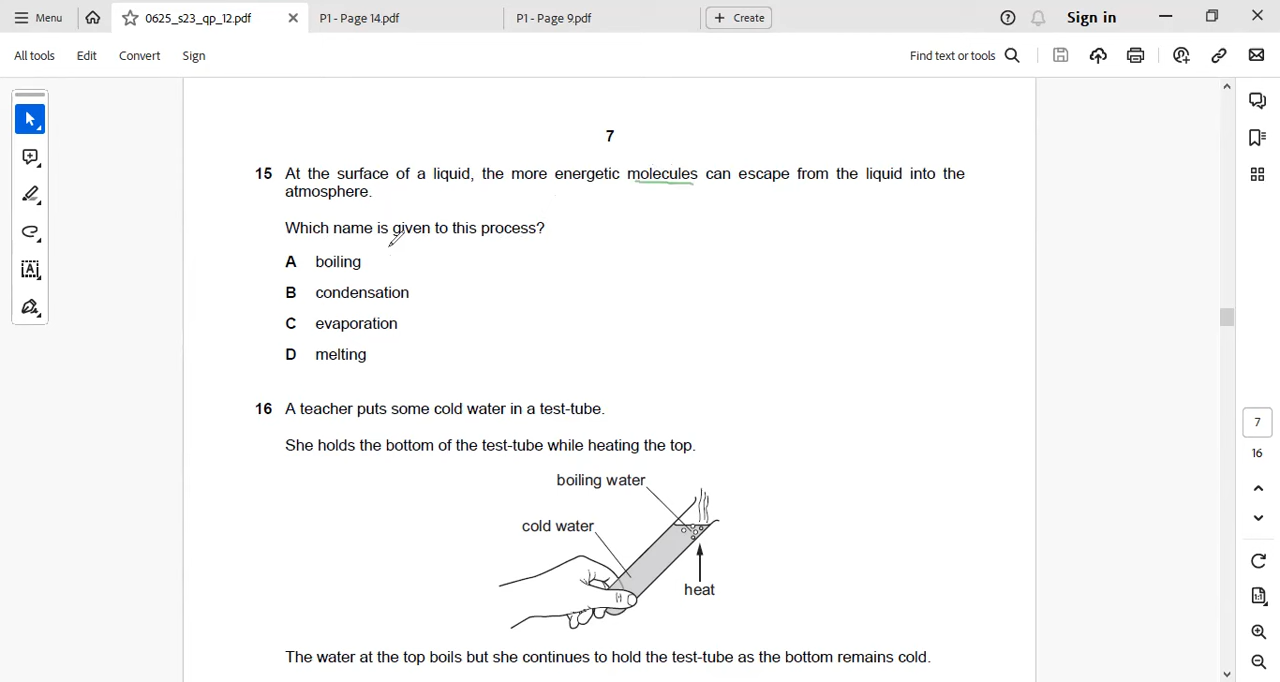 Menu
0625_s23_qp_12.pdf
P1 - Page 14.pdf
P1 - Page 9.pdf
Create
Sign in
All tools
Edit
Convert
Sign
Find text or tools
7
15 At the surface of a liquid, the more energetic molecules can escape from the liquid into the
atmosphere.
Which name is given to this process?
A boiling
B condensation
C evaporation
D melting
16 A teacher puts some cold water in a test-tube.
She holds the bottom of the test-tube while heating the top.
boiling water
cold water
heat
The water at the top boils but she continues to hold the test-tube as the bottom remains cold.
7
16